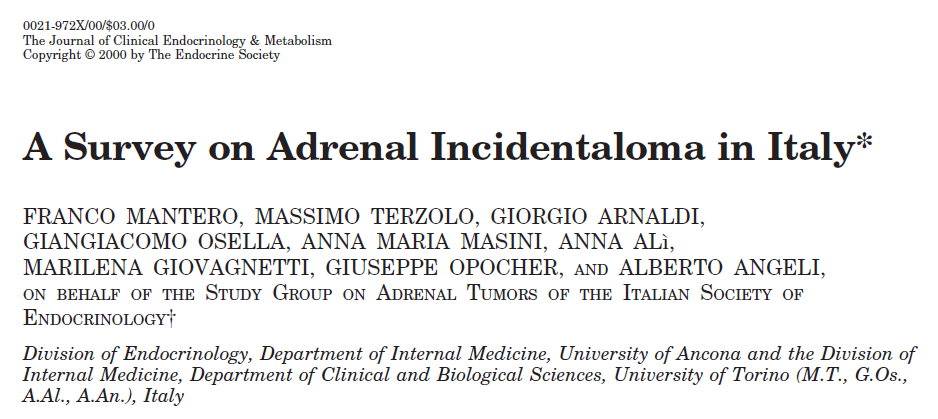 0021-972X/00/$03.00/0
The Journal of Clinical Endocrinology & Metabolism
Copyright © 2000 by The Endocrine Society
A Survey on Adrenal Incidentaloma in Italy*
FRANCO MANTERO, MASSIMO TERZOLO, GIORGIO ARNALDI,
GIANGIACOMO OSELLA, ANNA MARIA MASINI, ANNA ALì,
MARILENA GIOVAGNETTI, GIUSEPPE OPOCHER, AND ALBERTO ANGELI,
ON BEHALF OF THE STUDY GROUP ON ADRENAL TUMORS OF THE ITALIAN SOCIETY OF
ENDOCRINOLOGY†
Division of Endocrinology, Department of Internal Medicine, University of Ancona and the Division of
Internal Medicine, Department of Clinical and Biological Sciences, University of Torino (M.T., G.Os.,
A.Al., A.An.), Italy